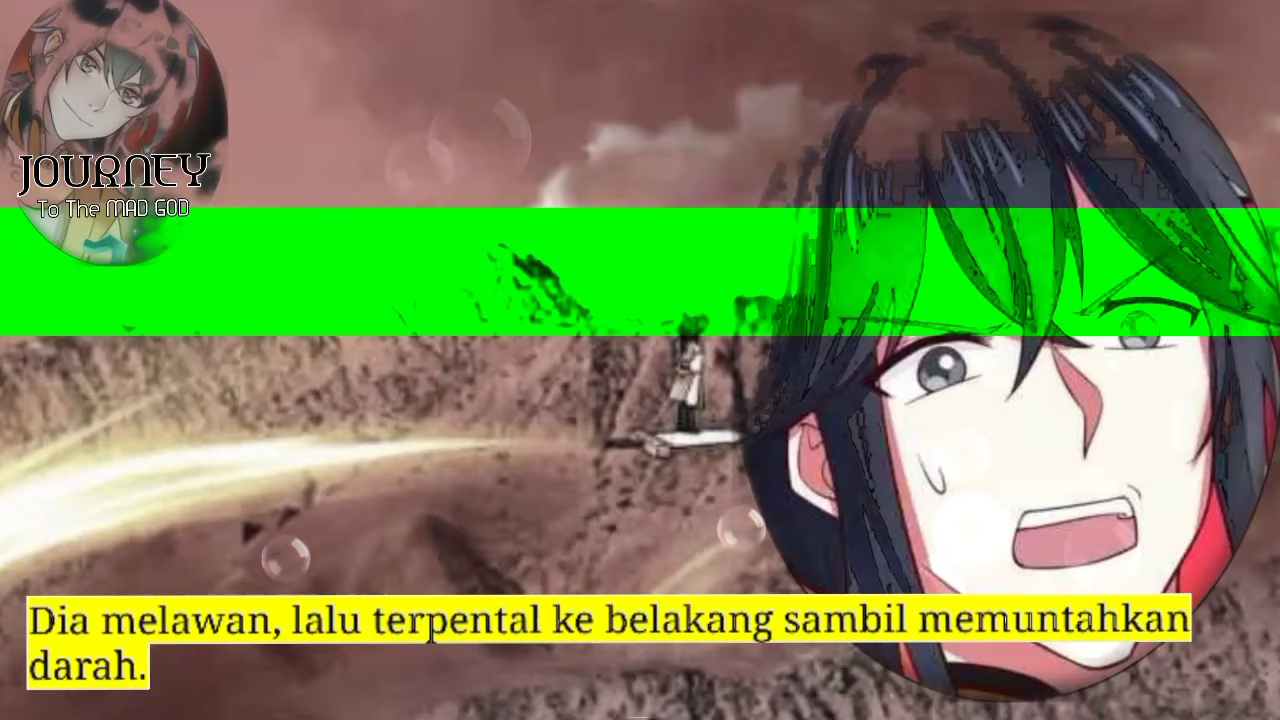 JOURNEY
To The MAD GOD
Dia melawan, lalu terpental ke belakang sambil memuntahkan
darah.